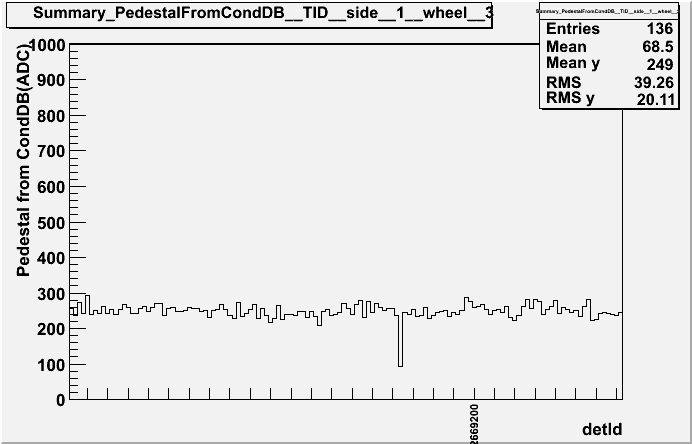 Summary_PedestalFromCondDB__TID__side__1__wheel__3
Summary_PedestalFromCondDB__TID__side__1__wheel__3
Entries 136
Mean 68.5
Mean y 249
RMS 39.26
RMS y 20.11
Pedestal from CondDB(ADC)
1000
900
800
700
600
500
400
300
200
100
0
detId